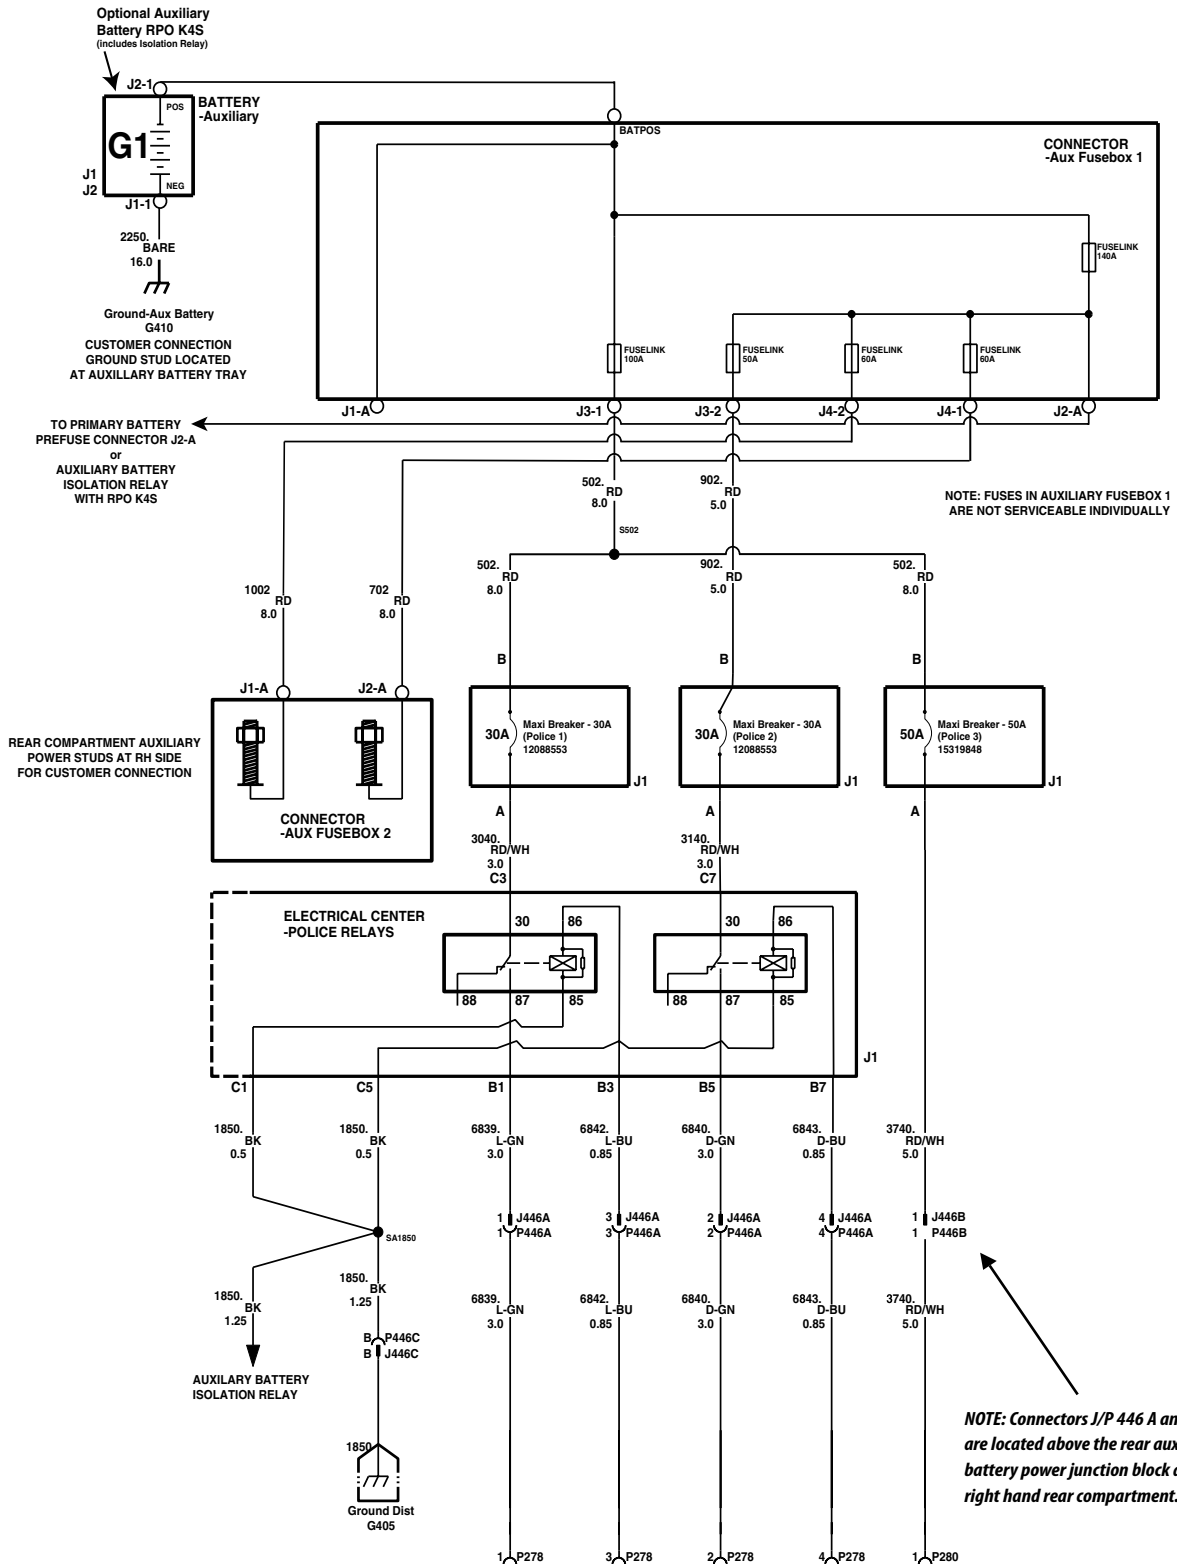 Optional Auxiliary
Battery RPO K4S
(includes Isolation Relay)
J2-1
POS
BATTERY
-Auxiliary
G1
J1
J2
NEG
J1-1
2250.
BARE
16.0
Ground-Aux Battery
G410
CUSTOMER CONNECTION
GROUND STUD LOCATED
AT AUXILLARY BATTERY TRAY
BATPOS
CONNECTOR
-Aux Fusebox 1
FUSELINK
140A
FUSELINK
100A
FUSELINK
50A
FUSELINK
60A
FUSELINK
60A
J1-A
J3-1
J3-2
J4-2
J4-1
J2-A
TO PRIMARY BATTERY
PREFUSE CONNECTOR J2-A
or
AUXILIARY BATTERY
ISOLATION RELAY
WITH RPO K4S
502.
RD
8.0
902.
RD
5.0
NOTE: FUSES IN AUXILIARY FUSEBOX 1
ARE NOT SERVICEABLE INDIVIDUALLY
S502
1002
RD
8.0
702
RD
8.0
502.
RD
8.0
902.
RD
5.0
502.
RD
8.0
B
B
B
J1-A
J2-A
REAR COMPARTMENT AUXILIARY
POWER STUDS AT RH SIDE
FOR CUSTOMER CONNECTION
CONNECTOR
-AUX FUSEBOX 2
30A
Maxi Breaker - 30A
(Police 1)
12088553
J1
30A
Maxi Breaker - 30A
(Police 2)
12088553
J1
50A
Maxi Breaker - 50A
(Police 3)
15319848
J1
A
A
A
3040.
RD/WH
3.0
C3
3140.
RD/WH
3.0
C7
ELECTRICAL CENTER
-POLICE RELAYS
30
86
30
86
88
87
85
88
87
85
J1
C1
C5
B1
B3
B5
B7
1850.
BK
0.5
1850.
BK
0.5
6839.
L-GN
3.0
6842.
L-BU
0.85
6840.
D-GN
3.0
6843.
D-BU
0.85
3740.
RD/WH
5.0
1 J446A
1 P446A
3 J446A
3 P446A
2 J446A
2 P446A
4 J446A
4 P446A
1 J446B
1 P446B
SA1850
1850.
BK
1.25
1850.
BK
1.25
6839.
L-GN
3.0
6842.
L-BU
0.85
6840.
D-GN
3.0
6843.
D-BU
0.85
3740.
RD/WH
5.0
B P446C
B J446C
AUXILARY BATTERY
ISOLATION RELAY
1850
Ground Dist
G405
NOTE: Connectors J/P 446 A an
are located above the rear aux
battery power junction block
right hand rear compartment.
1 P278
3 P278
2 P278
4 P278
1 P280